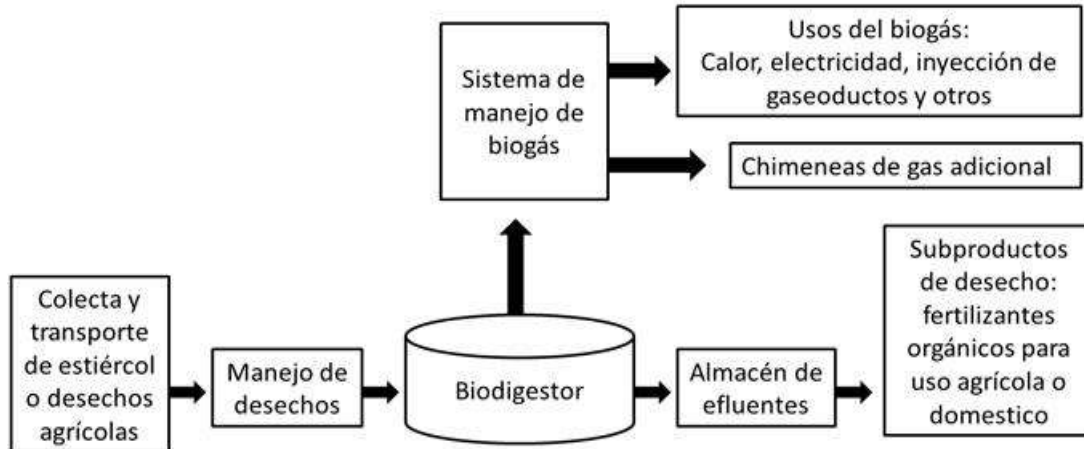 Usos del biogás:
Calor, electricidad, inyección de
gaseoductos y otros
Sistema de
manejo de
biogás
Chimeneas de gas adicional
Colecta y
transporte
de estiércol
o desechos
agrícolas
Manejo de
desechos
Biodigestor
Almacén de
efluentes
Subproductos
de desecho:
fertilizantes
orgánicos para
uso agrícola o
domestico